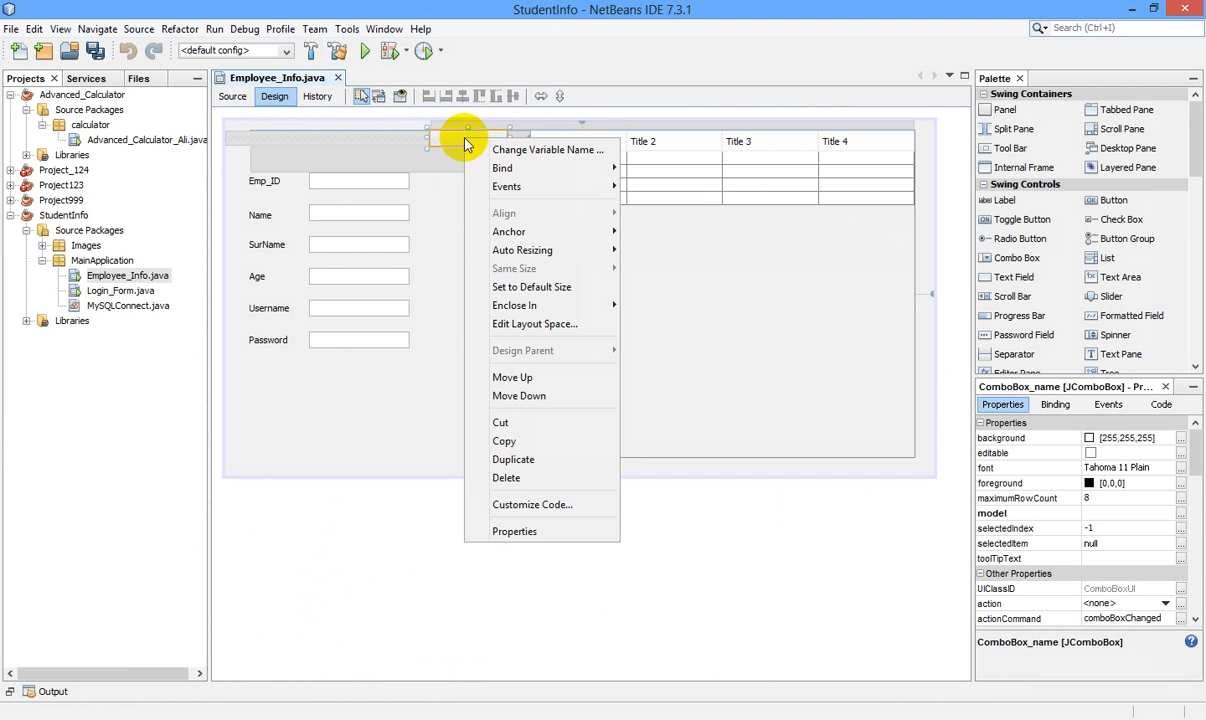 StudentInfo - NetBeans IDE 7.3.1
File Edit View Navigate Source Refactor Run Debug Profile Team Tools Window Help
Search (Ctrl+I)
<default config>
Projects Services Files
Employee_Info.java
Palette
Source Design History
Advanced_Calculator
Source Packages
calculator
Advanced_Calculator_Ali.java
Libraries
Project_124
Project123
Project999
StudentInfo
Source Packages
Images
MainApplication
Employee_Info.java
Login_Form.java
MySQLConnect.java
Libraries
Emp_ID
Name
SurName
Age
Username
Password
Title 2 Title 3 Title 4
Change Variable Name ...
Bind
Events
Align
Anchor
Auto Resizing
Same Size
Set to Default Size
Enclose In
Edit Layout Space...
Design Parent
Move Up
Move Down
Cut
Copy
Duplicate
Delete
Customize Code...
Properties
Swing Containers
Panel Tabbed Pane
Split Pane Scroll Pane
Tool Bar Desktop Pane
Internal Frame Layered Pane
Swing Controls
label Label OK Button
Toggle Button Check Box
Radio Button Button Group
Combo Box List
Text Field Text Area
Scroll Bar Slider
Progress Bar Formatted Field
Password Field Spinner
Separator Text Pane
ComboBox_name [JComboBox] - Pr...
Properties Binding Events Code
Properties
background [255,255,255]
editable
font Tahoma 11 Plain
foreground [0,0,0]
maximumRowCount 8
model
selectedIndex -1
selectedItem null
toolTipText
Other Properties
UIClassID ComboBoxUI
action <none>
actionCommand comboBoxChanged
ComboBox_name [JComboBox]
Output